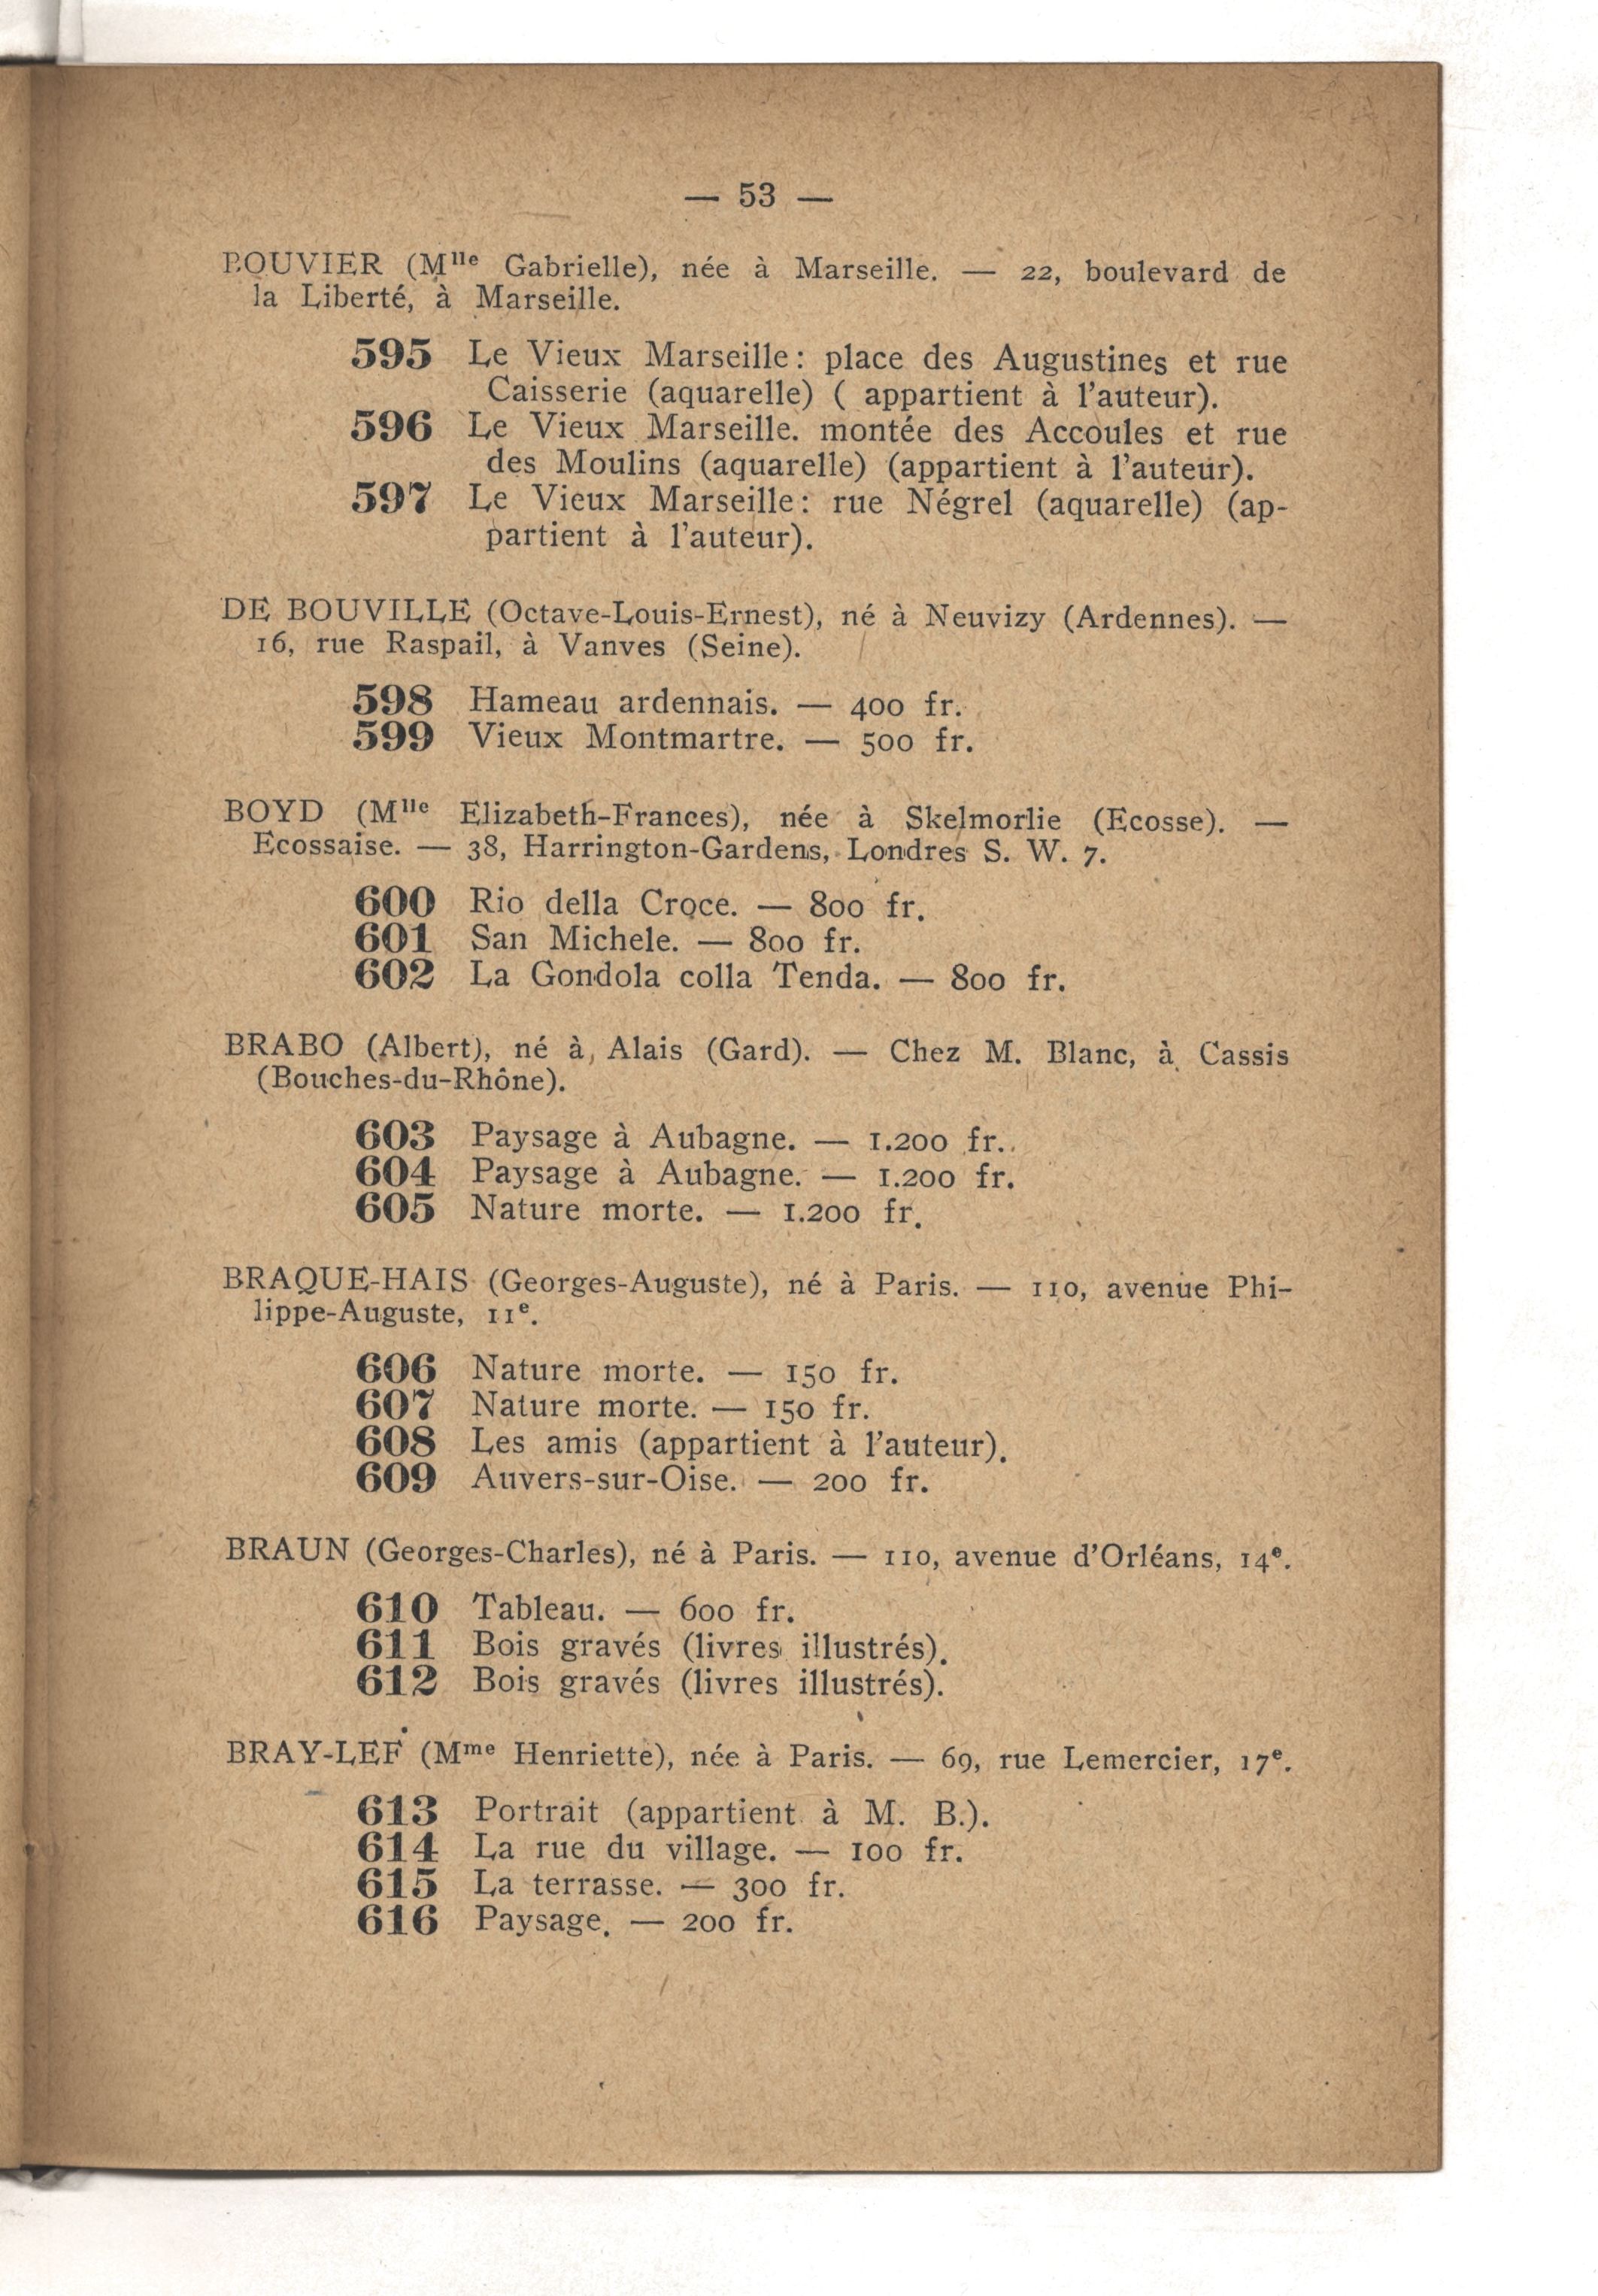 — 53 —
BOUVIER (Mlle Gabrielle), née à Marseille. — 22, boulevard de
la Liberté, à Marseille.
595 Le Vieux Marseille: place des Augustines et rue
Caisserie (aquarelle) ( appartient à l'auteur).
596 Le Vieux Marseille. montée des Accoules et rue
des Moulins (aquarelle) (appartient à l'auteur).
597 Le Vieux Marseille: rue Négrel (aquarelle) (ap-
partient à l'auteur).
DE BOUVILLE (Octave-Louis-Ernest), né à Neuvizy (Ardennes). —
16, rue Raspail, à Vanves (Seine).
598 Hameau ardennais. — 400 fr.
599 Vieux Montmartre. — 500 fr.
BOYD (Mlle Elizabeth-Frances), née à Skelmorlie (Ecosse). —
Ecossaise. — 38, Harrington-Gardens, Londres S. W. 7.
600 Rio della Croce. — 800 fr.
601 San Michele. — 800 fr.
602 La Gondola colla Tenda. — 800 fr.
BRABO (Albert), né à Alais (Gard). — Chez M. Blanc, à Cassis
(Bouches-du-Rhône).
603 Paysage à Aubagne. — 1.200 fr.
604 Paysage à Aubagne. — 1.200 fr.
605 Nature morte. — 1.200 fr.
BRAQUE-HAIS (Georges-Auguste), né à Paris. — 110, avenue Phi-
lippe-Auguste, 11e.
606 Nature morte. — 150 fr.
607 Nature morte. — 150 fr.
608 Les amis (appartient à l'auteur).
609 Auvers-sur-Oise. — 200 fr.
BRAUN (Georges-Charles), né à Paris. — 110, avenue d'Orléans, 14e.
610 Tableau. — 600 fr.
611 Bois gravés (livres illustrés).
612 Bois gravés (livres illustrés).
BRAY-LEF (Mme Henriette), née à Paris. — 69, rue Lemercier, 17e.
613 Portrait (appartient à M. B.).
614 La rue du village. — 100 fr.
615 La terrasse. — 300 fr.
616 Paysage. — 200 fr.